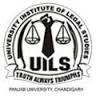 UNIVERSITY INSTITUTE OF LEGAL STUDIES
UILS
TRUTH ALWAYS TRIUMPHS
PANJAB UNIVERSITY, CHANDIGARH